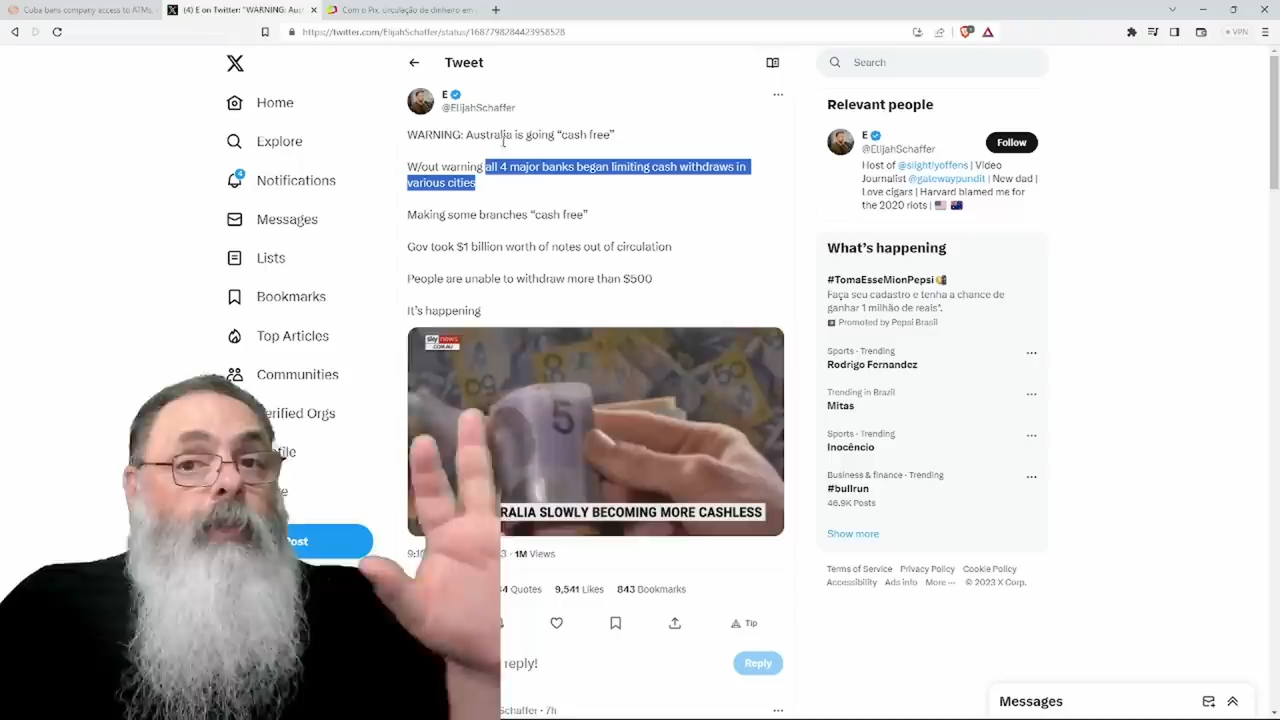 Cuba bans company access to ATMs,
(4) E on Twitter: "WARNING: Aus
Com o Pix, circulação de dinheiro em
https://twitter.com/ElijahSchaffer/status/1687798284423958528
VPN
Home
Explore
4
Notifications
Messages
Lists
Bookmarks
Top Articles
Communities
erified Orgs
Post
Tweet
E
@ElijahSchaffer
WARNING: Australia is going “cash free”
W/out warning all 4 major banks began limiting cash withdraws in
various cities
Making some branches “cash free”
Gov took $1 billion worth of notes out of circulation
People are unable to withdraw more than $500
It’s happening
sky news
.COM.AU
5
RALIA SLOWLY BECOMING MORE CASHLESS
1M Views
4 Quotes 9,541 Likes 843 Bookmarks
Tip
reply!
Reply
Schaffer · 7h
Search
Relevant people
E
@ElijahSchaffer
Follow
Host of @slightlyoffens | Video
Journalist @gatewaypundit | New dad |
Love cigars | Harvard blamed me for
the 2020 riots |
What’s happening
#TomaEsseMionPepsi
Faça seu cadastro e tenha a chance de
ganhar 1 milhão de reais*.
Promoted by Pepsi Brasil
Sports · Trending
Rodrigo Fernandez
Trending in Brazil
Mitas
Sports · Trending
Inocêncio
Business & finance · Trending
#bullrun
46.9K Posts
Show more
Terms of Service Privacy Policy Cookie Policy
Accessibility Ads info More ··· © 2023 X Corp.
Messages